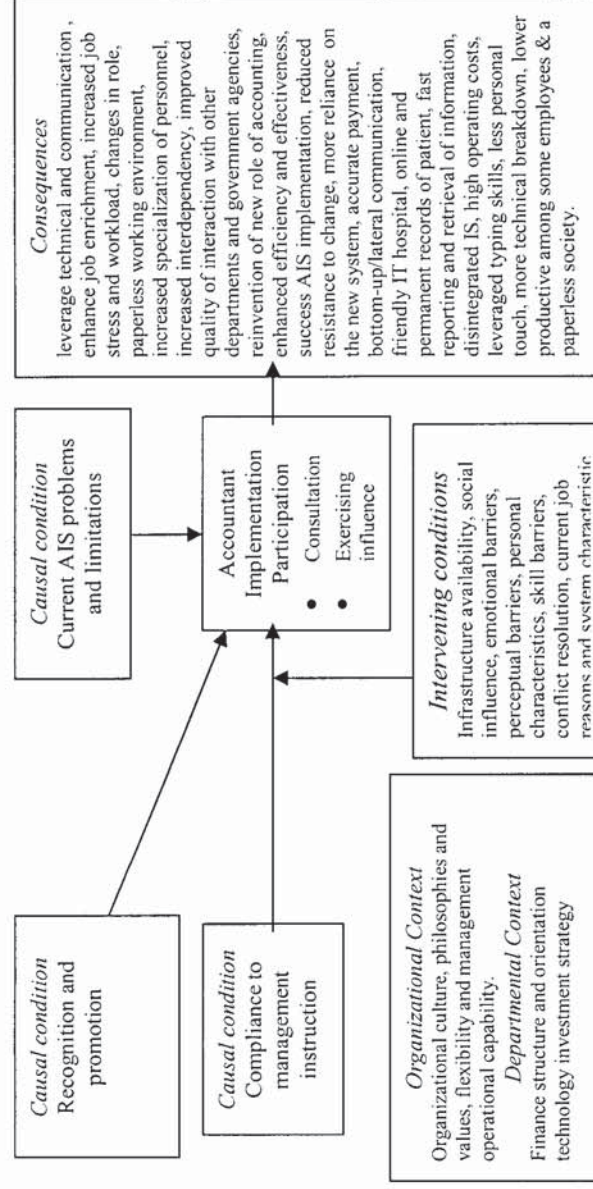 Causal condition
Recognition and
promotion
Causal condition
Current AIS problems
and limitations
Causal condition
Compliance to
management
instruction
Accountant
Implementation
Participation
• Consultation
• Exercising
influence
Organizational Context
Organizational culture, philosophies and
values, flexibility and management
operational capability.
Departmental Context
Finance structure and orientation
technology investment strategy
Intervening conditions
Infrastructure availability, social
influence, emotional barriers,
perceptual barriers, personal
characteristics, skill barriers,
conflict resolution, current job
reasons and system characteristic
Consequences
leverage technical and communication ,
enhance job enrichment, increased job
stress and workload, changes in role,
paperless working environment,
increased specialization of personnel,
increased interdependency, improved
quality of interaction with other
departments and government agencies,
reinvention of new role of accounting,
enhanced efficiency and effectiveness,
success AIS implementation, reduced
resistance to change, more reliance on
the new system, accurate payment,
bottom-up/lateral communication,
friendly IT hospital, online and
permanent records of patient, fast
reporting and retrieval of information,
disintegrated IS, high operating costs,
leveraged typing skills, less personal
touch, more technical breakdown, lower
productive among some employees & a
paperless society.